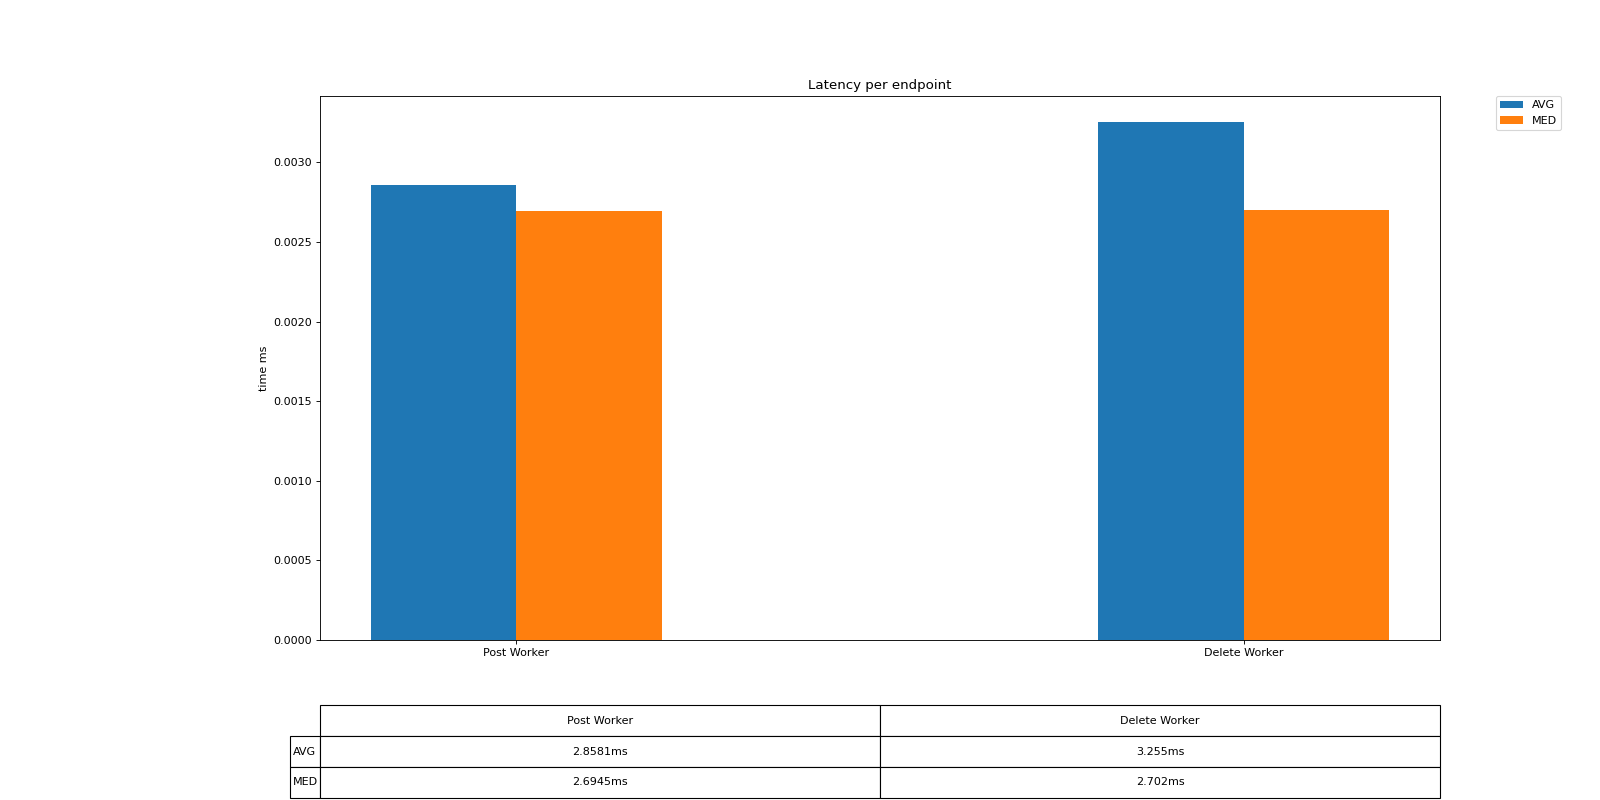 Latency per endpoint
AVG
MED
0.0030
0.0025
0.0020
0.0015
0.0010
0.0005
0.0000
time ms
Post Worker Delete Worker
Post Worker Delete Worker
AVG 2.8581ms 3.255ms
MED 2.6945ms 2.702ms